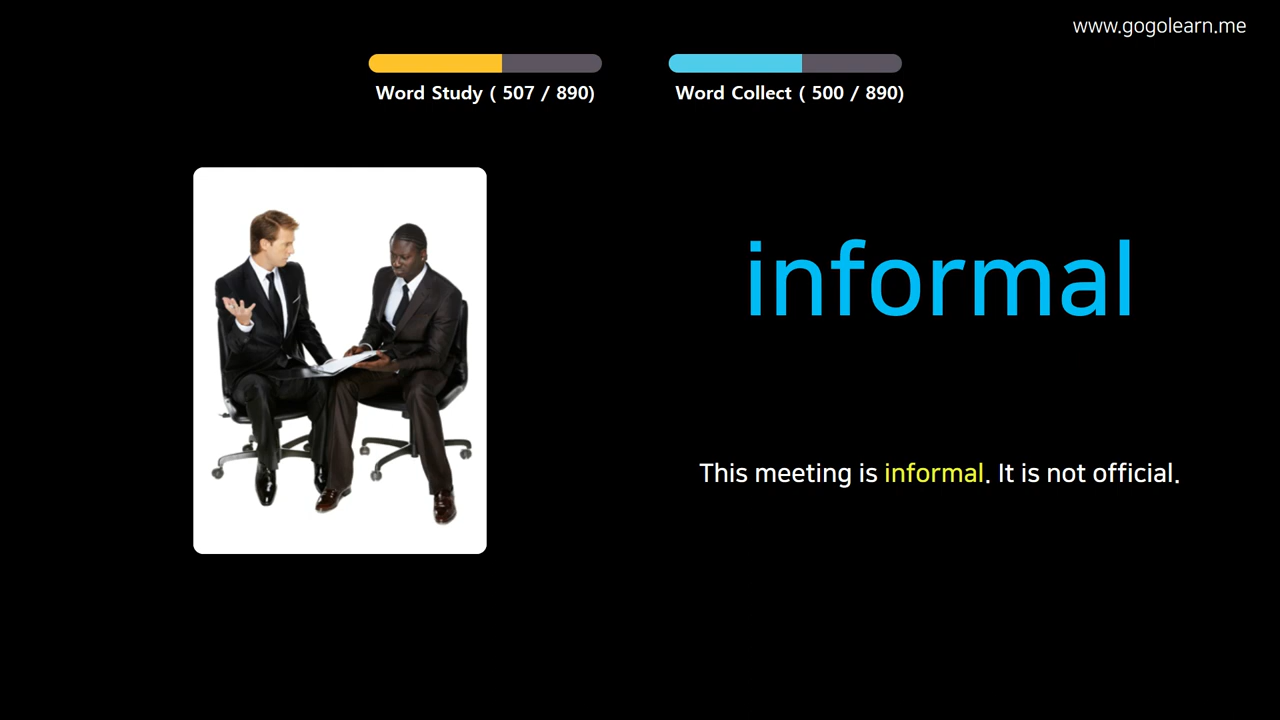 www.gogolearn.me
Word Study ( 507 / 890)
Word Collect ( 500 / 890)
informal
This meeting is informal. It is not official.